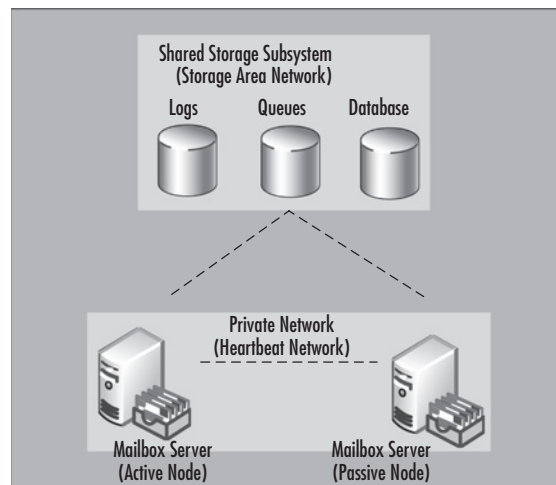 Shared Storage Subsystem
(Storage Area Network)
Logs
Queues
Database
Private Network
(Heartbeat Network)
Mailbox Server
(Active Node)
Mailbox Server
(Passive Node)